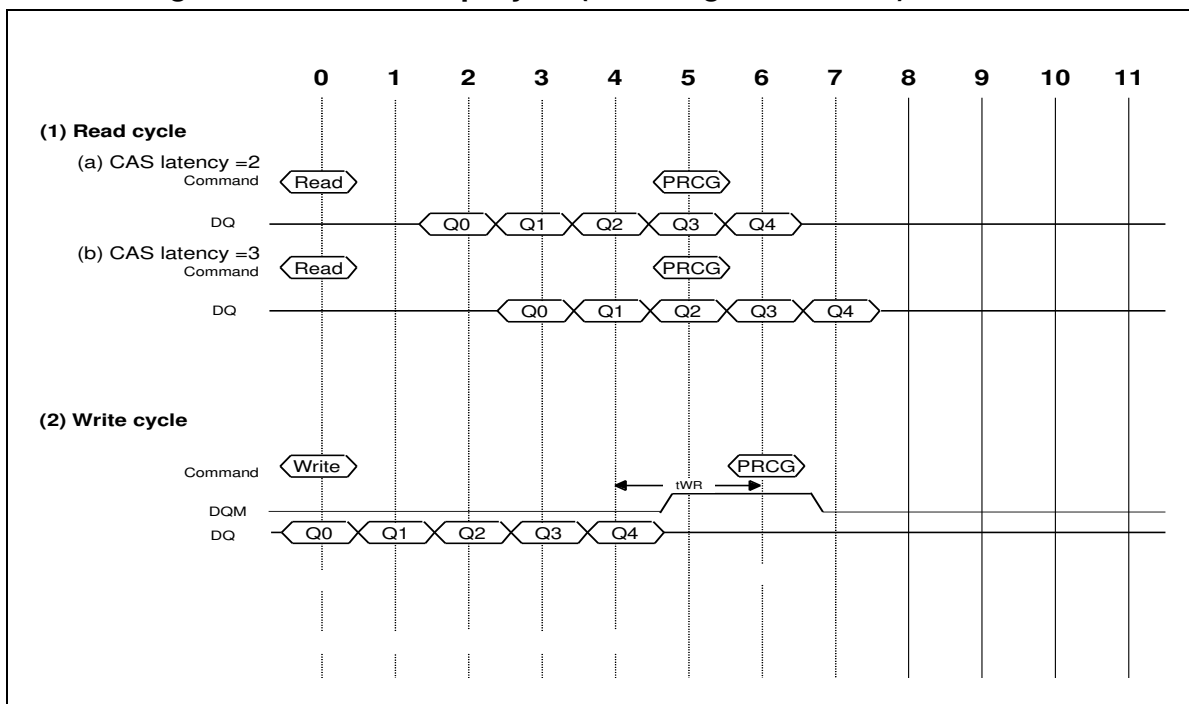 0 1 2 3 4 5 6 7 8 9 10 11
(1) Read cycle
(a) CAS latency =2
Command Read PRCG
DQ Q0 Q1 Q2 Q3 Q4
(b) CAS latency =3
Command Read PRCG
DQ Q0 Q1 Q2 Q3 Q4
(2) Write cycle
Command Write PRCG
tWR
DQM
DQ Q0 Q1 Q2 Q3 Q4